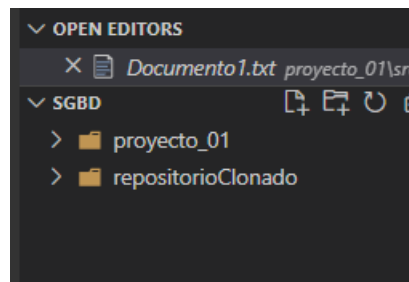 OPEN EDITORS
Documento1.txt proyecto_01\sr
SGBD
proyecto_01
repositorioClonado